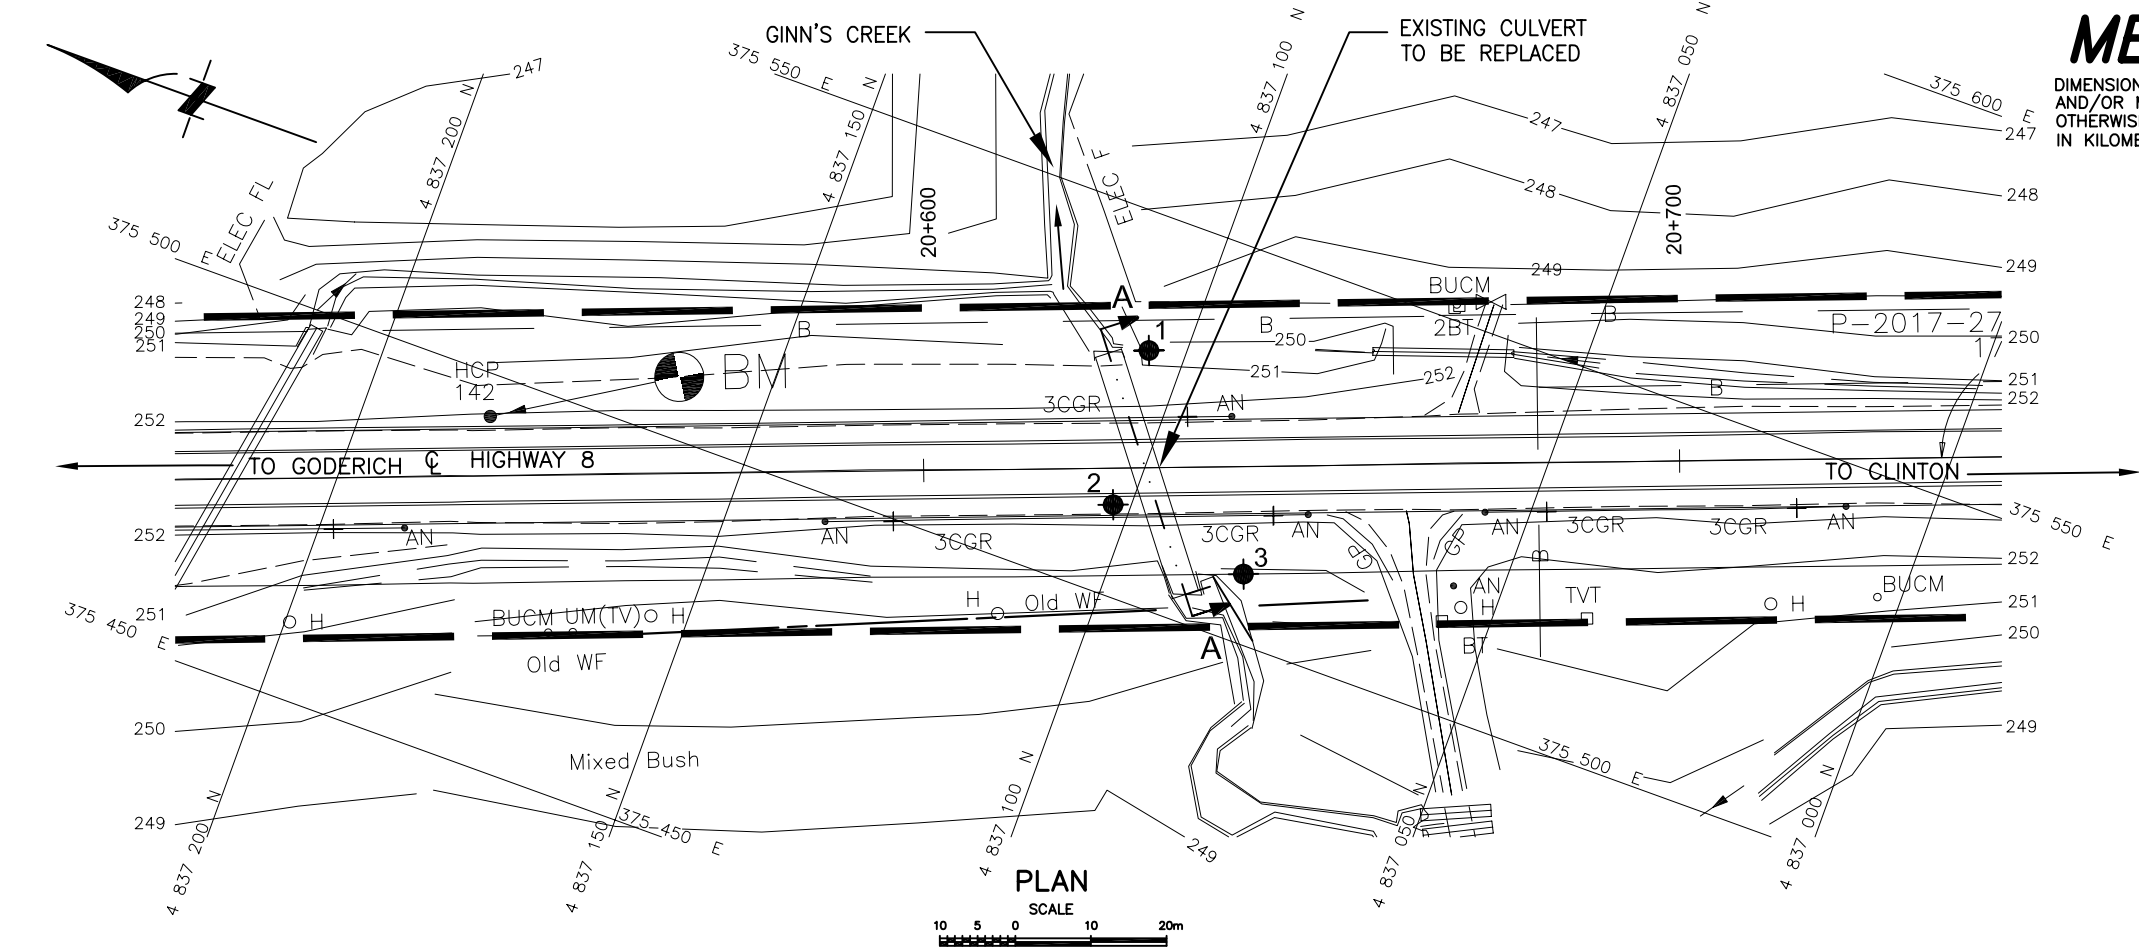 GINN'S CREEK
EXISTING CULVERT
TO BE REPLACED
ME
DIMENSION
AND/OR
OTHERWIS
IN KILOME
375 550 E
N
4 837 100
N
4 837 050
375 600 E
247
N
4 837 200
N
4 837 150
247
247
248
248
249
249
ELEC FL
ELEC F
20+600
20+700
375 500 E
248
249
250
251
BUCM
2BT
A
1
B
B
B
B
P-2017-27
1
250
250
251
251
252
252
HCP
142
BM
252
3CGR
AN
TO GODERICH
℄ HIGHWAY 8
TO CLINTON
2
252
AN
AN
3CGR
3CGR
AN
GP
GP
AN
3CGR
3CGR
AN
375 550 E
252
3
B
AN
TVT
BUCM
251
375 450 E
H
BUCM UM(TV)
H
H
Old WF
H
H
251
250
A
BT
Old WF
250
249
Mixed Bush
375 500 E
249
N
4 837 200
N
4 837 150
375 450 E
N
4 837 100
249
N
4 837 050
N
4 837 000
PLAN
SCALE
10 5 0 10 20m